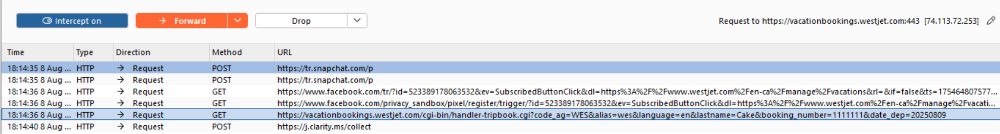 Intercept on → Forward Drop Request to https://vacationbookings.westjet.com:443 [74.113.72.253]
Time Type Direction Method URL
18:14:35 8 Aug ... HTTP → Request POST https://tr.snapchat.com/p
18:14:35 8 Aug ... HTTP → Request POST https://tr.snapchat.com/p
18:14:36 8 Aug ... HTTP → Request GET https://www.facebook.com/tr/?id=523389178063532&ev=SubscribedButtonClick&dl=https%3A%2F%2Fwww.westjet.com%2Fen-ca%2Fmanage%2Fvacations&rl=&if=false&ts=175464807577...
18:14:36 8 Aug ... HTTP → Request GET https://www.facebook.com/privacy_sandbox/pixel/register/trigger/?id=523389178063532&ev=SubscribedButtonClick&dl=https%3A%2F%2Fwww.westjet.com%2Fen-ca%2Fmanage%2Fvacati...
18:14:36 8 Aug ... HTTP → Request GET https://vacationbookings.westjet.com/cgi-bin/handler-tripbook.cgi?code_ag=WES&alias=wes&language=en&lastname=Cake&booking_number=1111111&date_dep=20250809
18:14:40 8 Aug ... HTTP → Request POST https://j.clarity.ms/collect